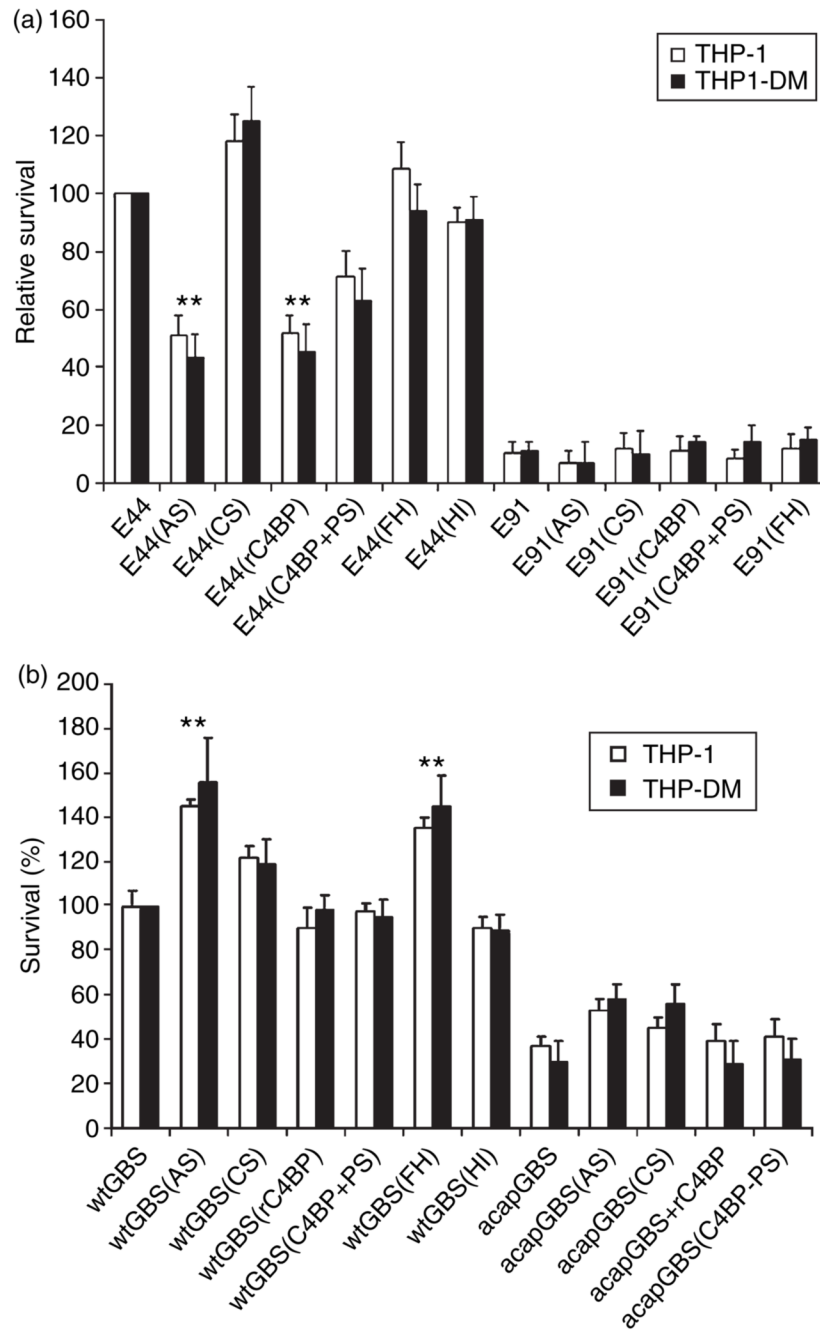 (a)
160
140
120
100
80
60
40
20
0
Relative survival
THP-1
THP1-DM
**
**
E44
E44(AS)
E44(CS)
E44(rC4BP)
E44(C4BP+PS)
E44(FH)
E44(HI)
E91
E91(AS)
E91(CS)
E91(rC4BP)
E91(C4BP+PS)
E91(FH)
(b)
200
180
160
140
120
100
80
60
40
20
0
Survival (%)
THP-1
THP-DM
**
**
wtGBS
wtGBS(AS)
wtGBS(CS)
wtGBS(rC4BP)
wtGBS(C4BP+PS)
wtGBS(FH)
wtGBS(HI)
acapGBS
acapGBS(AS)
acapGBS(CS)
acapGBS+rC4BP
acapGBS(C4BP-PS)